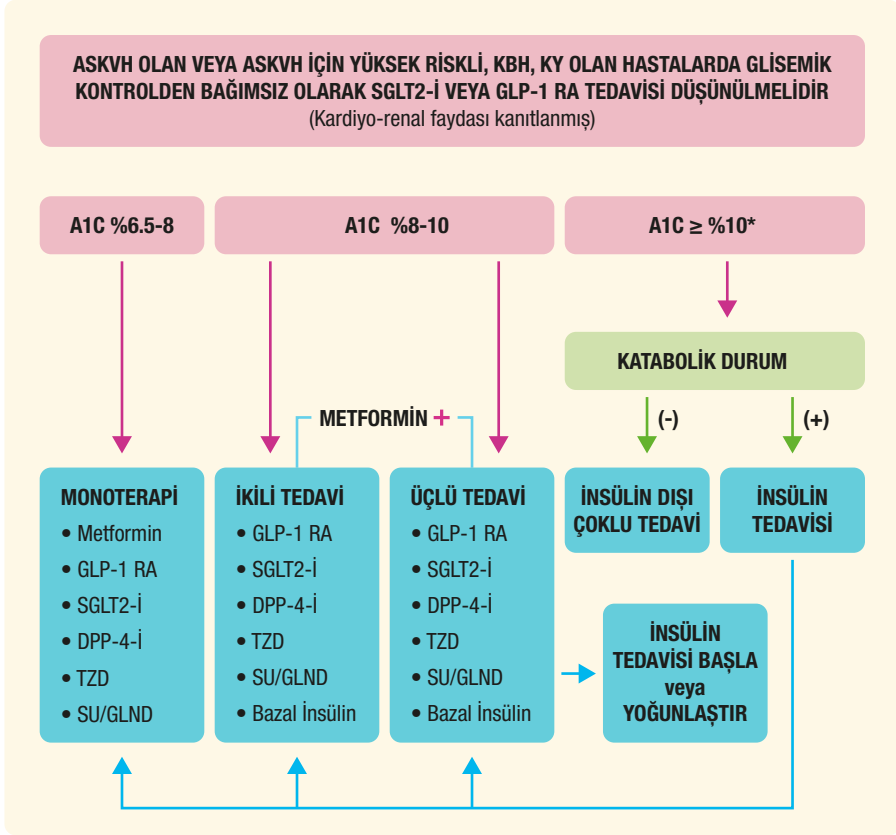 ASKVH OLAN VEYA ASKVH İÇİN YÜKSEK RİSKLİ, KBH, KY OLAN HASTALARDA GLİSEMİK
KONTROLDEN BAĞIMSIZ OLARAK SGLT2-İ VEYA GLP-1 RA TEDAVİSİ DÜŞÜNÜLMELİDİR
(Kardiyo-renal faydası kanıtlanmış)
A1C %6.5-8
A1C %8-10
A1C ≥ %10*
KATABOLİK DURUM
(-)
(+)
METFORMİN +
MONOTERAPİ
• Metformin
• GLP-1 RA
• SGLT2-İ
• DPP-4-İ
• TZD
• SU/GLND
İKİLİ TEDAVİ
• GLP-1 RA
• SGLT2-İ
• DPP-4-İ
• TZD
• SU/GLND
• Bazal İnsülin
ÜÇLÜ TEDAVİ
• GLP-1 RA
• SGLT2-İ
• DPP-4-İ
• TZD
• SU/GLND
• Bazal İnsülin
İNSÜLİN DIŞI
ÇOKLU TEDAVİ
İNSÜLİN
TEDAVİSİ
İNSÜLİN
TEDAVİSİ BAŞLA
veya
YOĞUNLAŞTIR